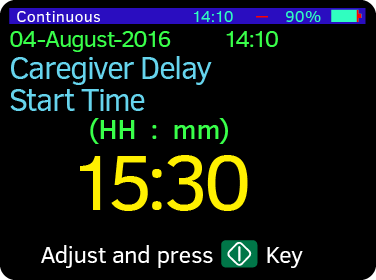 Continuous 14:10 — 90%
04-August-2016 14:10
Caregiver Delay
Start Time
(HH : mm)
15:30
Adjust and press Key